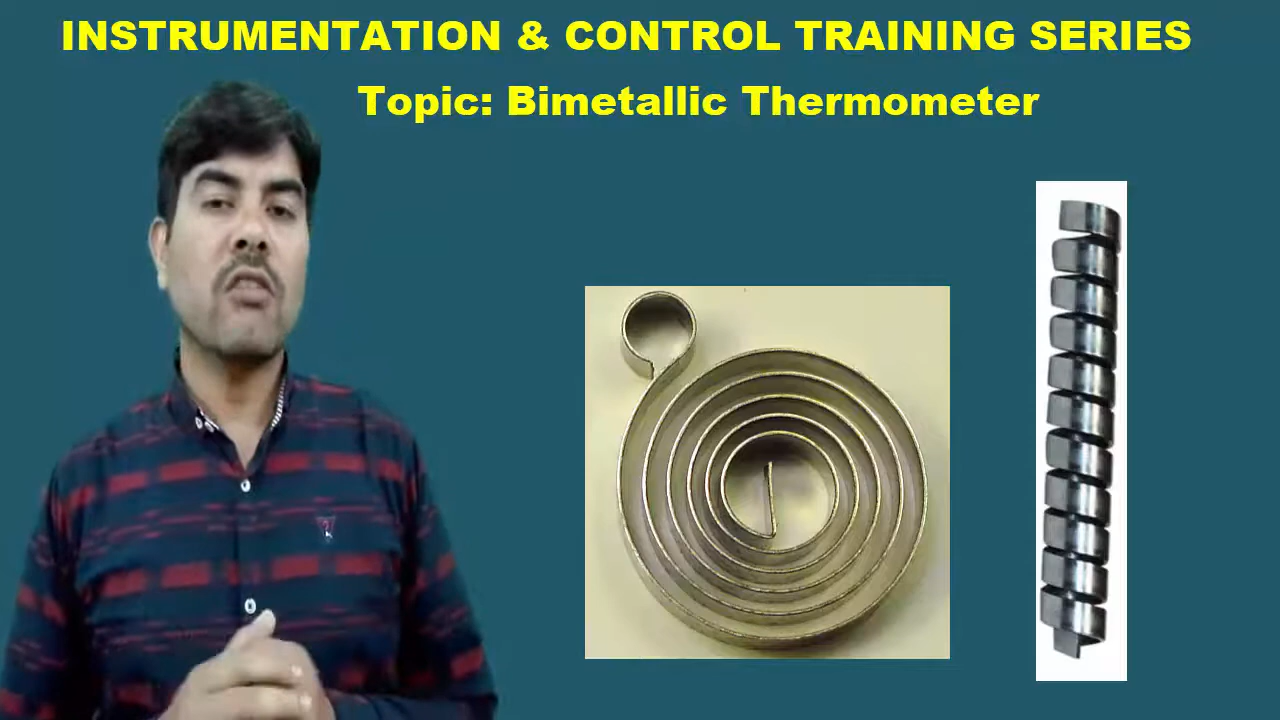 INSTRUMENTATION & CONTROL TRAINING SERIES
Topic: Bimetallic Thermometer